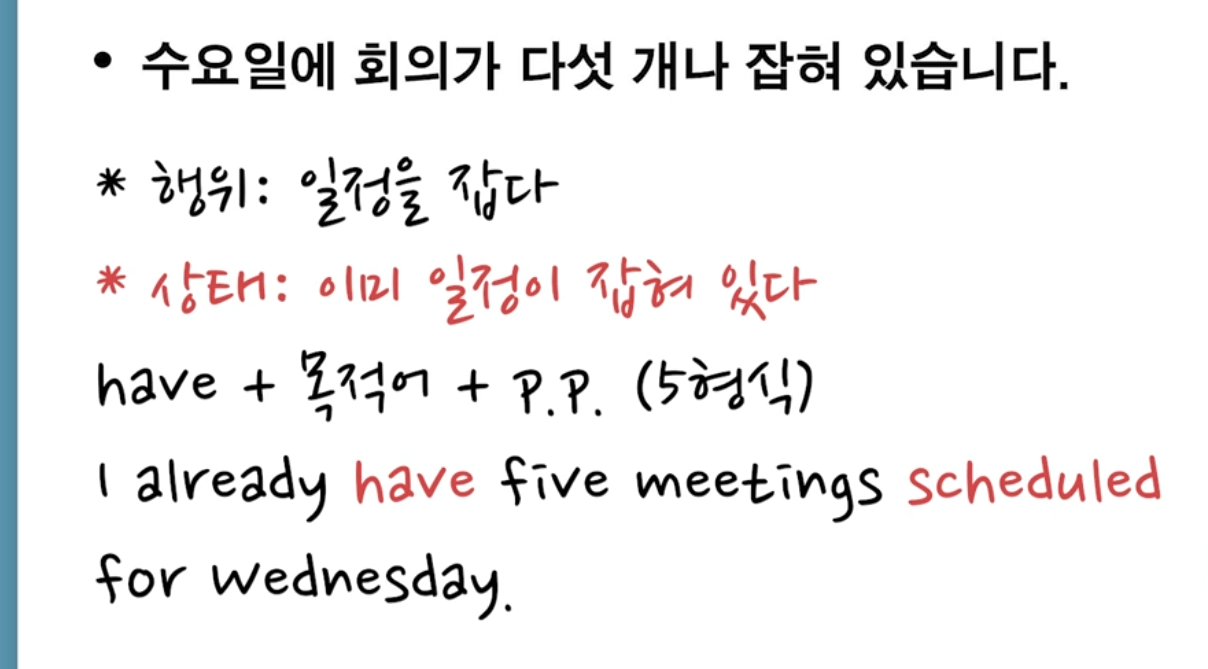 • 수요일에 회의가 다섯 개나 잡혀 있습니다.
* 행위: 일정을 잡다
* 상태: 이미 일정이 잡혀 있다
have + 목적어 + P.P. (5형식)
I already have five meetings scheduled
for Wednesday.